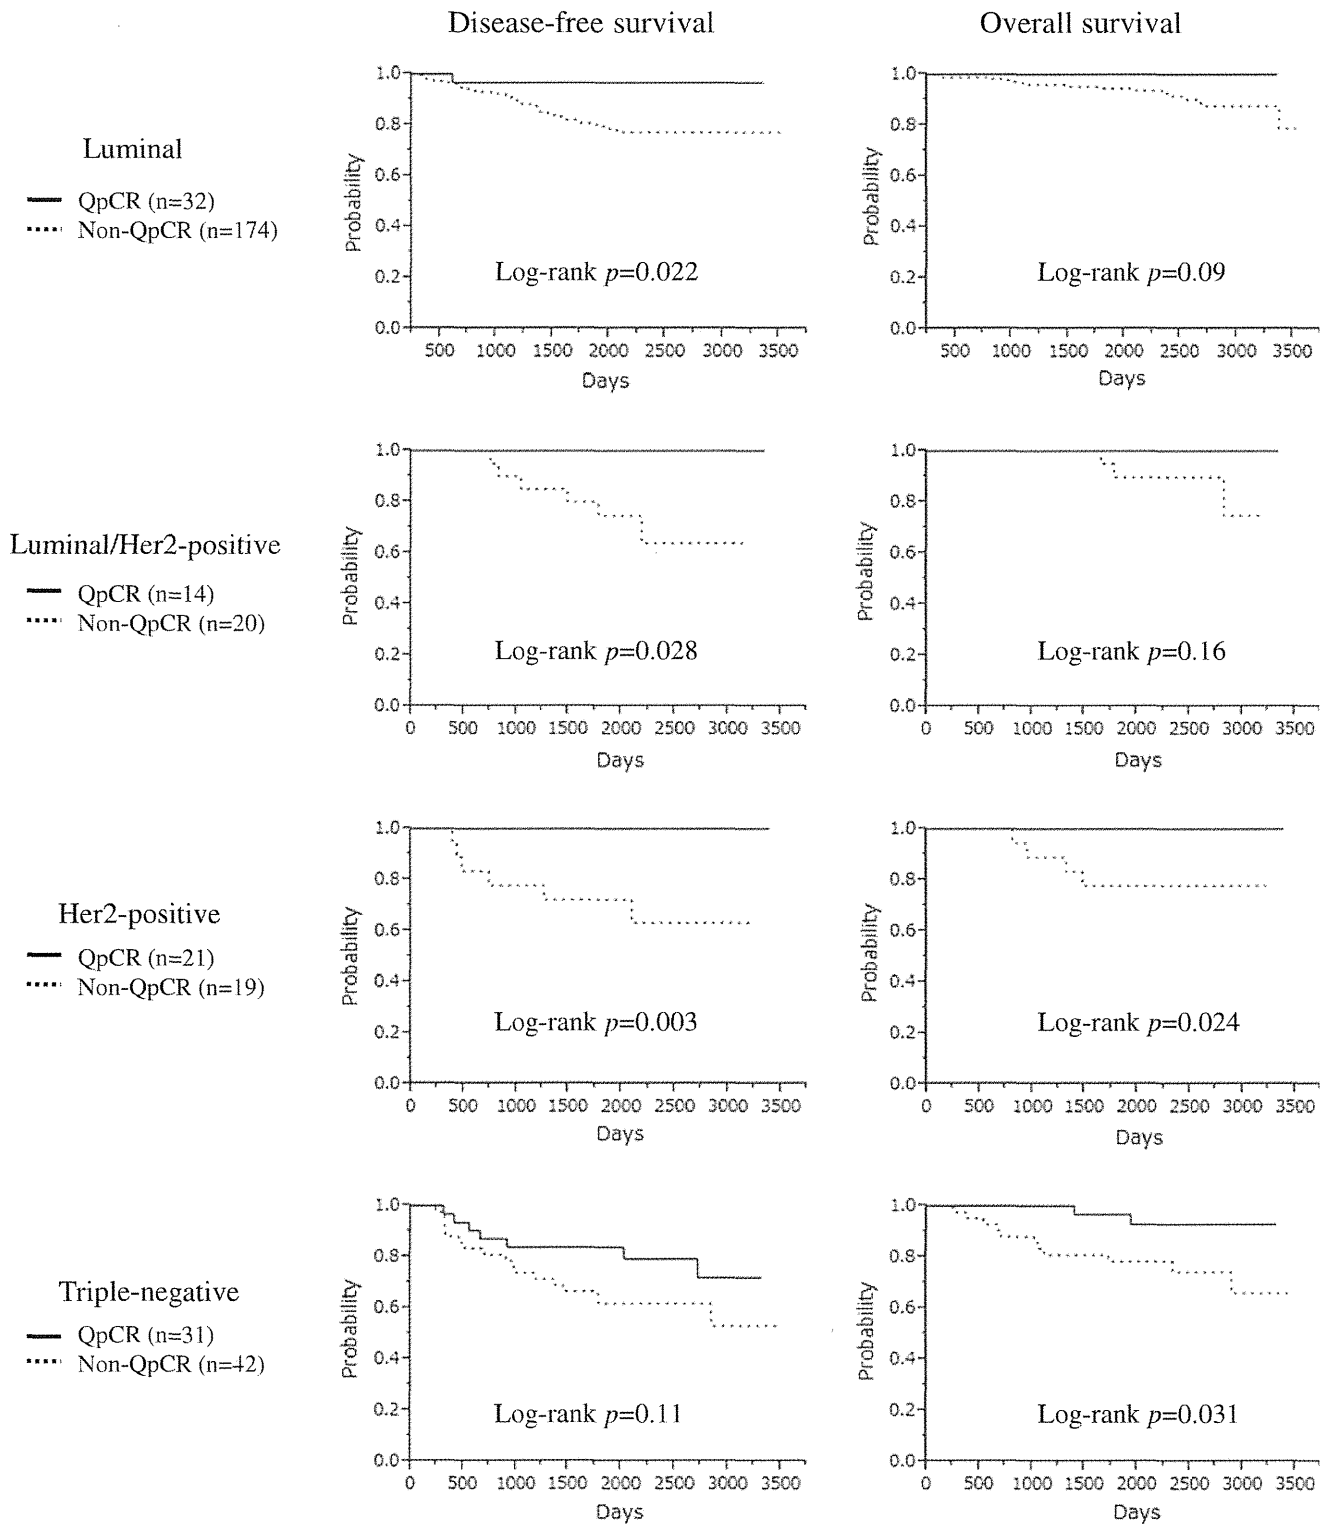 Disease-free survival
Overall survival
Luminal
QpCR (n=32)
Non-QpCR (n=174)
Probability
1.0
0.8
0.6
0.4
0.2
0.0
Log-rank p=0.022
500 1000 1500 2000 2500 3000 3500
Days
Probability
1.0
0.8
0.6
0.4
0.2
0.0
Log-rank p=0.09
500 1000 1500 2000 2500 3000 3500
Days
Luminal/Her2-positive
QpCR (n=14)
Non-QpCR (n=20)
Probability
1.0
0.8
0.6
0.4
0.2
0.0
Log-rank p=0.028
0 500 1000 1500 2000 2500 3000 3500
Days
Probability
1.0
0.8
0.6
0.4
0.2
0.0
Log-rank p=0.16
0 500 1000 1500 2000 2500 3000 3500
Days
Her2-positive
QpCR (n=21)
Non-QpCR (n=19)
Probability
1.0
0.8
0.6
0.4
0.2
0.0
Log-rank p=0.003
0 500 1000 1500 2000 2500 3000 3500
Days
Probability
1.0
0.8
0.6
0.4
0.2
0.0
Log-rank p=0.024
0 500 1000 1500 2000 2500 3000 3500
Days
Triple-negative
QpCR (n=31)
Non-QpCR (n=42)
Probability
1.0
0.8
0.6
0.4
0.2
0.0
Log-rank p=0.11
0 500 1000 1500 2000 2500 3000 3500
Days
Probability
1.0
0.8
0.6
0.4
0.2
0.0
Log-rank p=0.031
0 500 1000 1500 2000 2500 3000 3500
Days